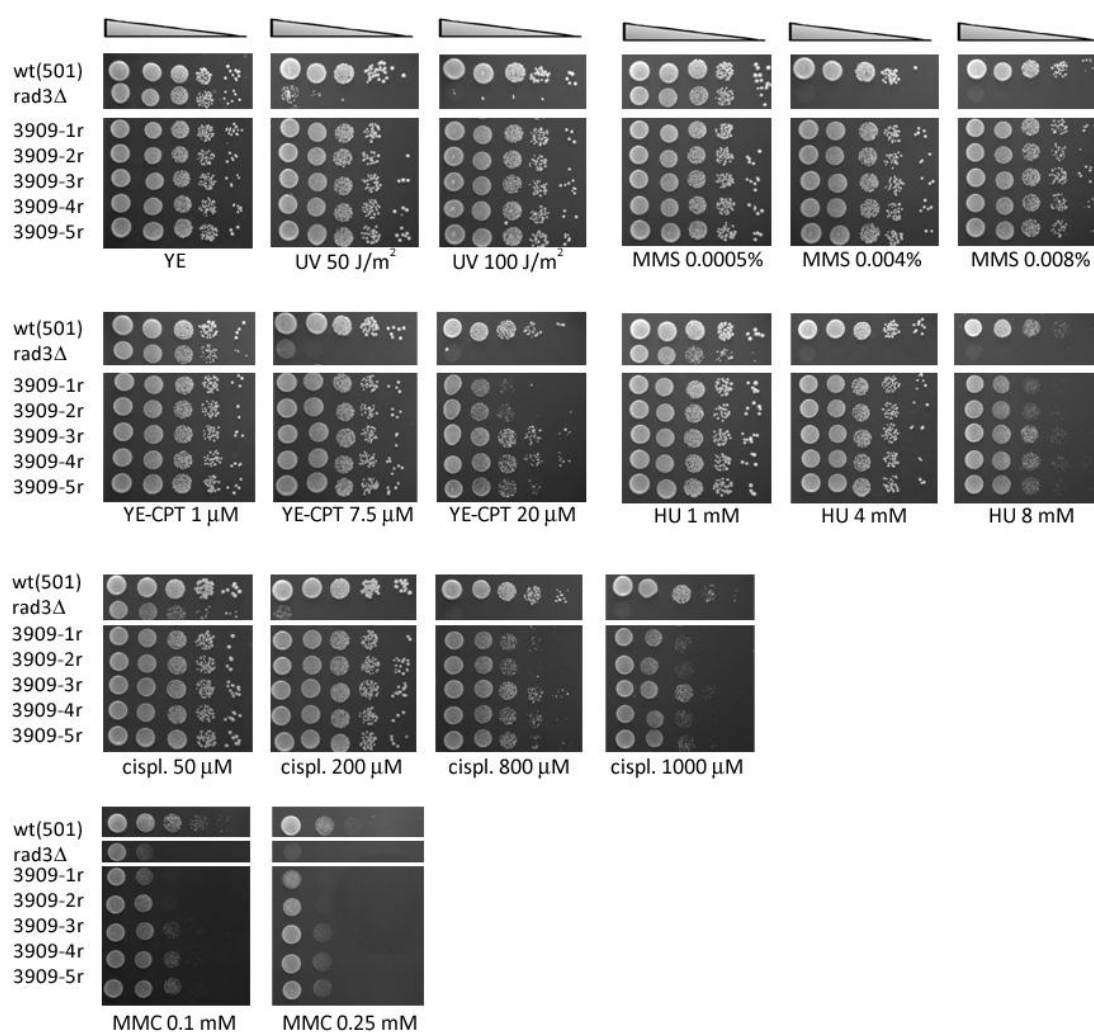 wt(501)
rad3Δ
3909-1r
3909-2r
3909-3r
3909-4r
3909-5r
YE
UV 50 J/m²
UV 100 J/m²
MMS 0.0005%
MMS 0.004%
MMS 0.008%
wt(501)
rad3Δ
3909-1r
3909-2r
3909-3r
3909-4r
3909-5r
YE-CPT 1 μM
YE-CPT 7.5 μM
YE-CPT 20 μM
HU 1 mM
HU 4 mM
HU 8 mM
wt(501)
rad3Δ
3909-1r
3909-2r
3909-3r
3909-4r
3909-5r
cispl. 50 μM
cispl. 200 μM
cispl. 800 μM
cispl. 1000 μM
wt(501)
rad3Δ
3909-1r
3909-2r
3909-3r
3909-4r
3909-5r
MMC 0.1 mM
MMC 0.25 mM